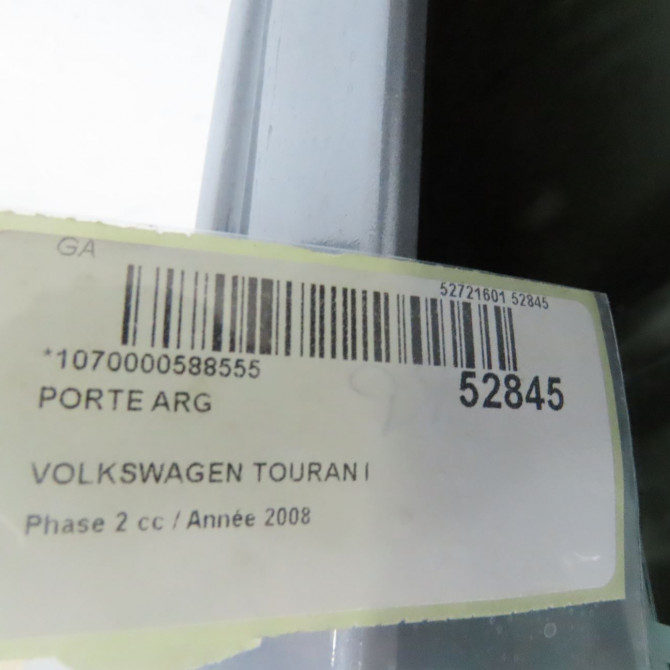 GA
52721601 52845
*1070000588555
52845
PORTE ARG
VOLKSWAGEN TOURAN I
Phase 2 cc / Année 2008